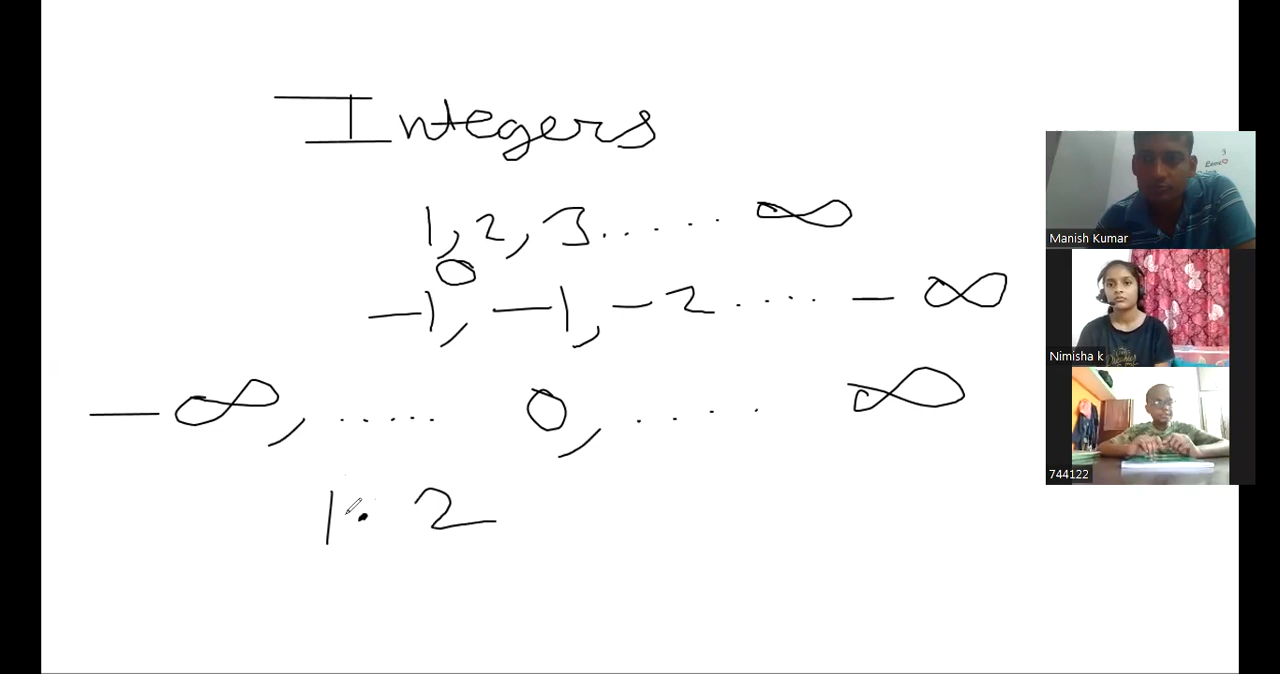 Integers
1, 2, 3. . . . . . ∞
0
-1, -1, -2 . . . . - ∞
-∞, . . . . . 0, . . . . ∞
1. 2
Manish Kumar
Nimisha k
744122